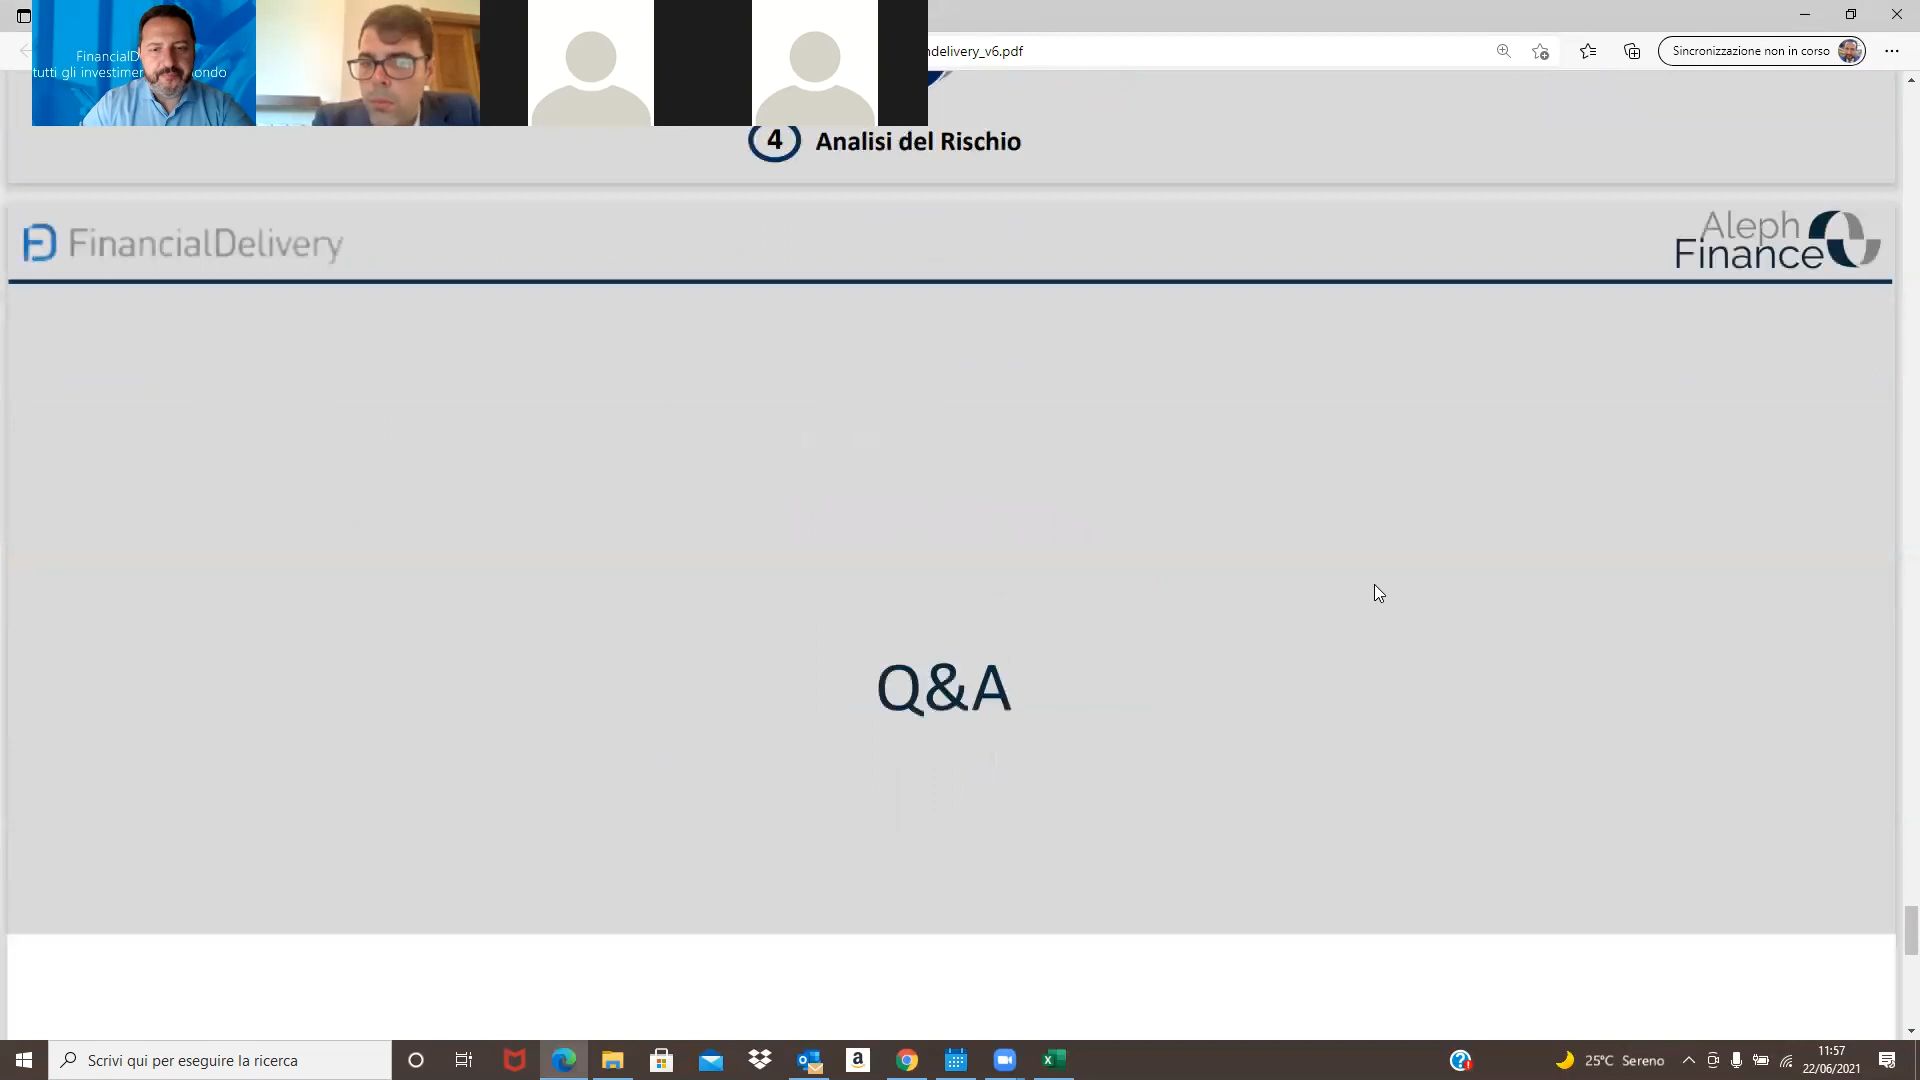 FinancialD
tutti gli investimen
ondo
ndelivery_v6.pdf
Sincronizzazione non in corso
4 Analisi del Rischio
FinancialDelivery
Aleph
Finance
Q&A
Scrivi qui per eseguire la ricerca
25°C Sereno
11:57
22/06/2021